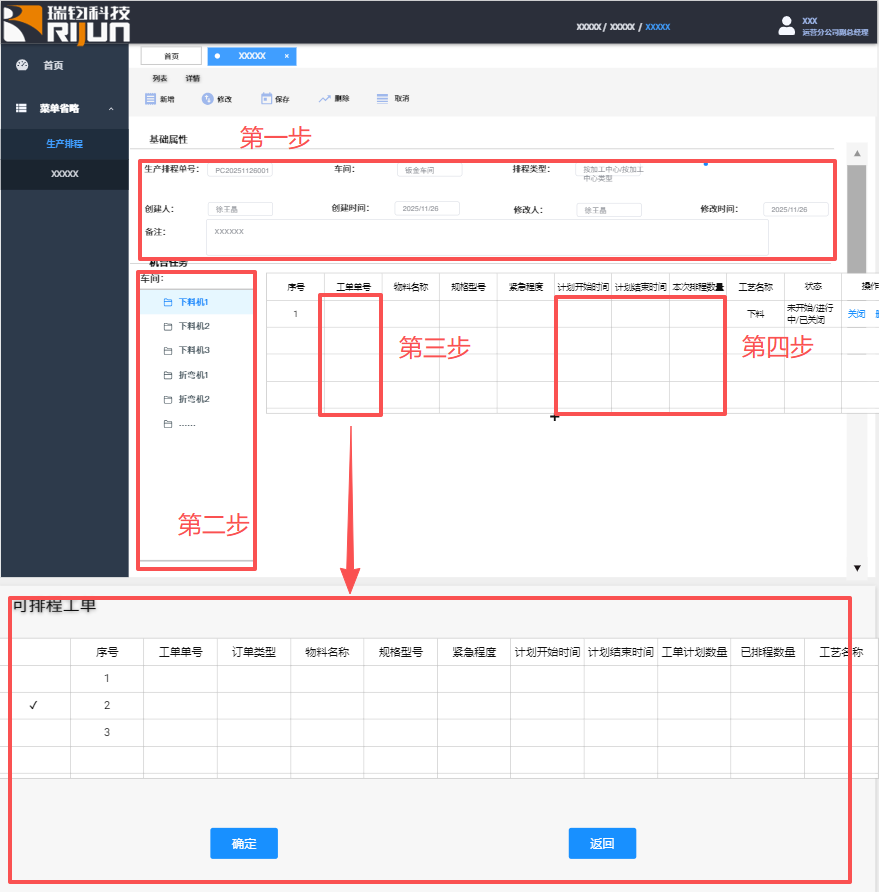 瑞钧科技
RIJUN
XXXXX / XXXXX / XXXXX
XXX
运营分公司副总经理
首页
菜单省略
生产排程
XXXXX
首页
XXXXX ×
列表 详情
新增 修改 保存 删除 取消
基础属性
第一步
生产排程单号： PC20251126001 车间： 钣金车间 排程类型： 按加工中心/按加工
中心类型
创建人： 徐王晶 创建时间： 2025/11/26 修改人： 徐王晶 修改时间： 2025/11/26
备注： XXXXXX
机台任务
车间：
下料机1
下料机2
下料机3
折弯机1
折弯机2
......
第二步
序号 工单单号 物料名称 规格型号 紧急程度 计划开始时间 计划结束时间 本次排程数量 工艺名称 状态 操作
1 下料 未开始/进行
中/已关闭 关闭
第三步
第四步
可排程工单
序号 工单单号 订单类型 物料名称 规格型号 紧急程度 计划开始时间 计划结束时间 工单计划数量 已排程数量 工艺名称
1
✓ 2
3
确定 返回